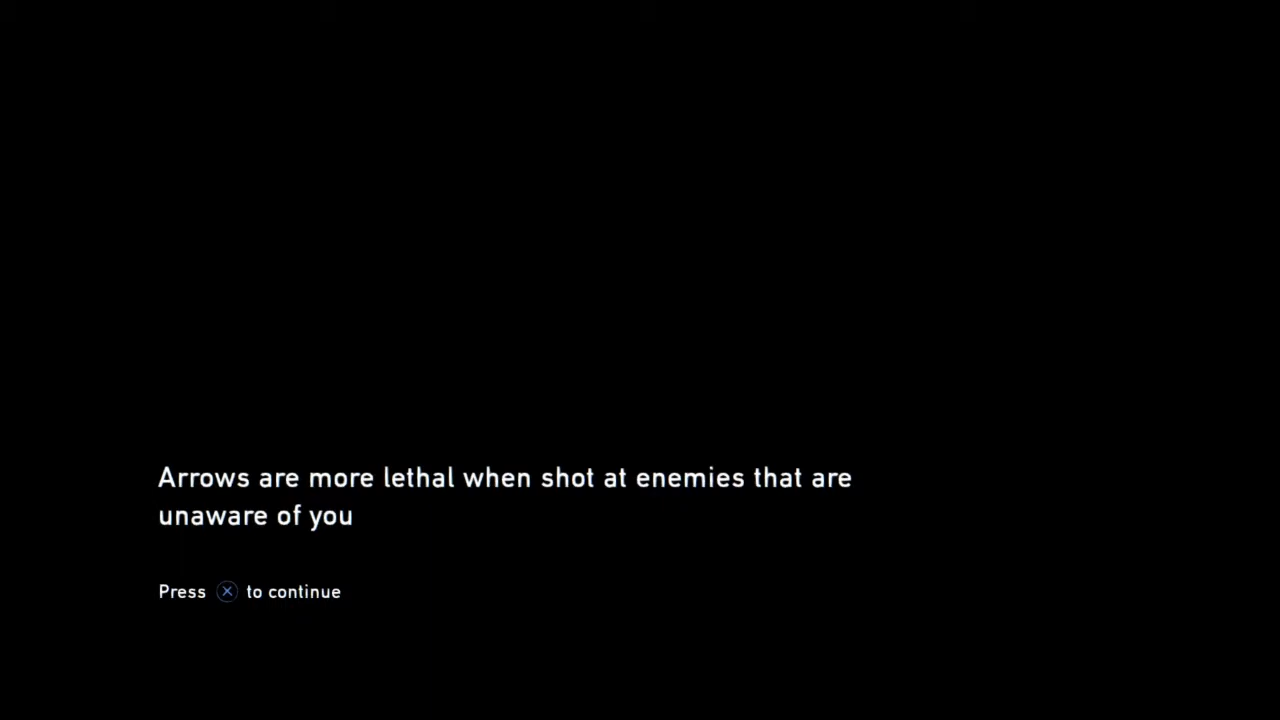 Arrows are more lethal when shot at enemies that are
unaware of you
Press ⓧ to continue